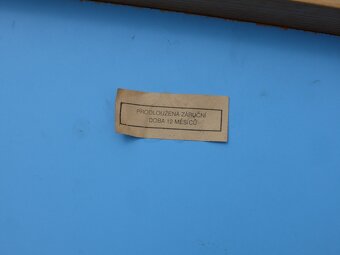 PRODLOUŽENÁ ZÁRUČNÍ
DOBA 12 MĚSÍCŮ